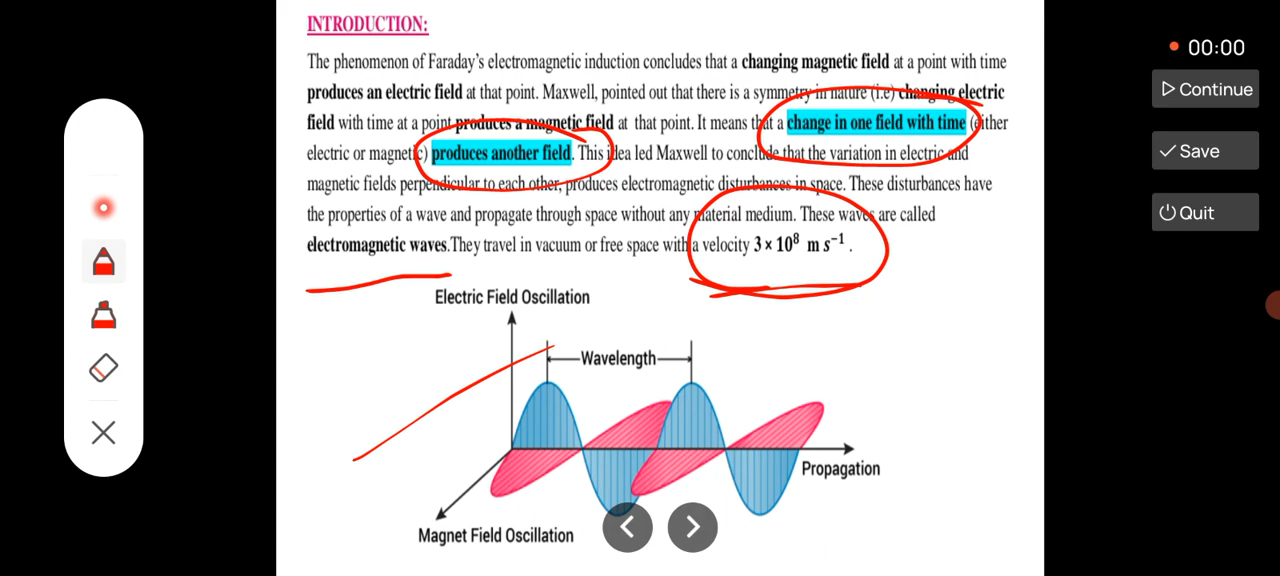 INTRODUCTION:
The phenomenon of Faraday's electromagnetic induction concludes that a changing magnetic field at a point with time
produces an electric field at that point. Maxwell, pointed out that there is a symmetry in nature (i.e) changing electric
field with time at a point produces a magnetic field at that point. It means that a change in one field with time (either
electric or magnetic) produces another field. This idea led Maxwell to conclude that the variation in electric and
magnetic fields perpendicular to each other, produces electromagnetic disturbances in space. These disturbances have
the properties of a wave and propagate through space without any material medium. These waves are called
electromagnetic waves.They travel in vacuum or free space with a velocity 3 × 10⁸ m s⁻¹ .
Electric Field Oscillation
Wavelength
Propagation
Magnet Field Oscillation
00:00
Continue
Save
Quit